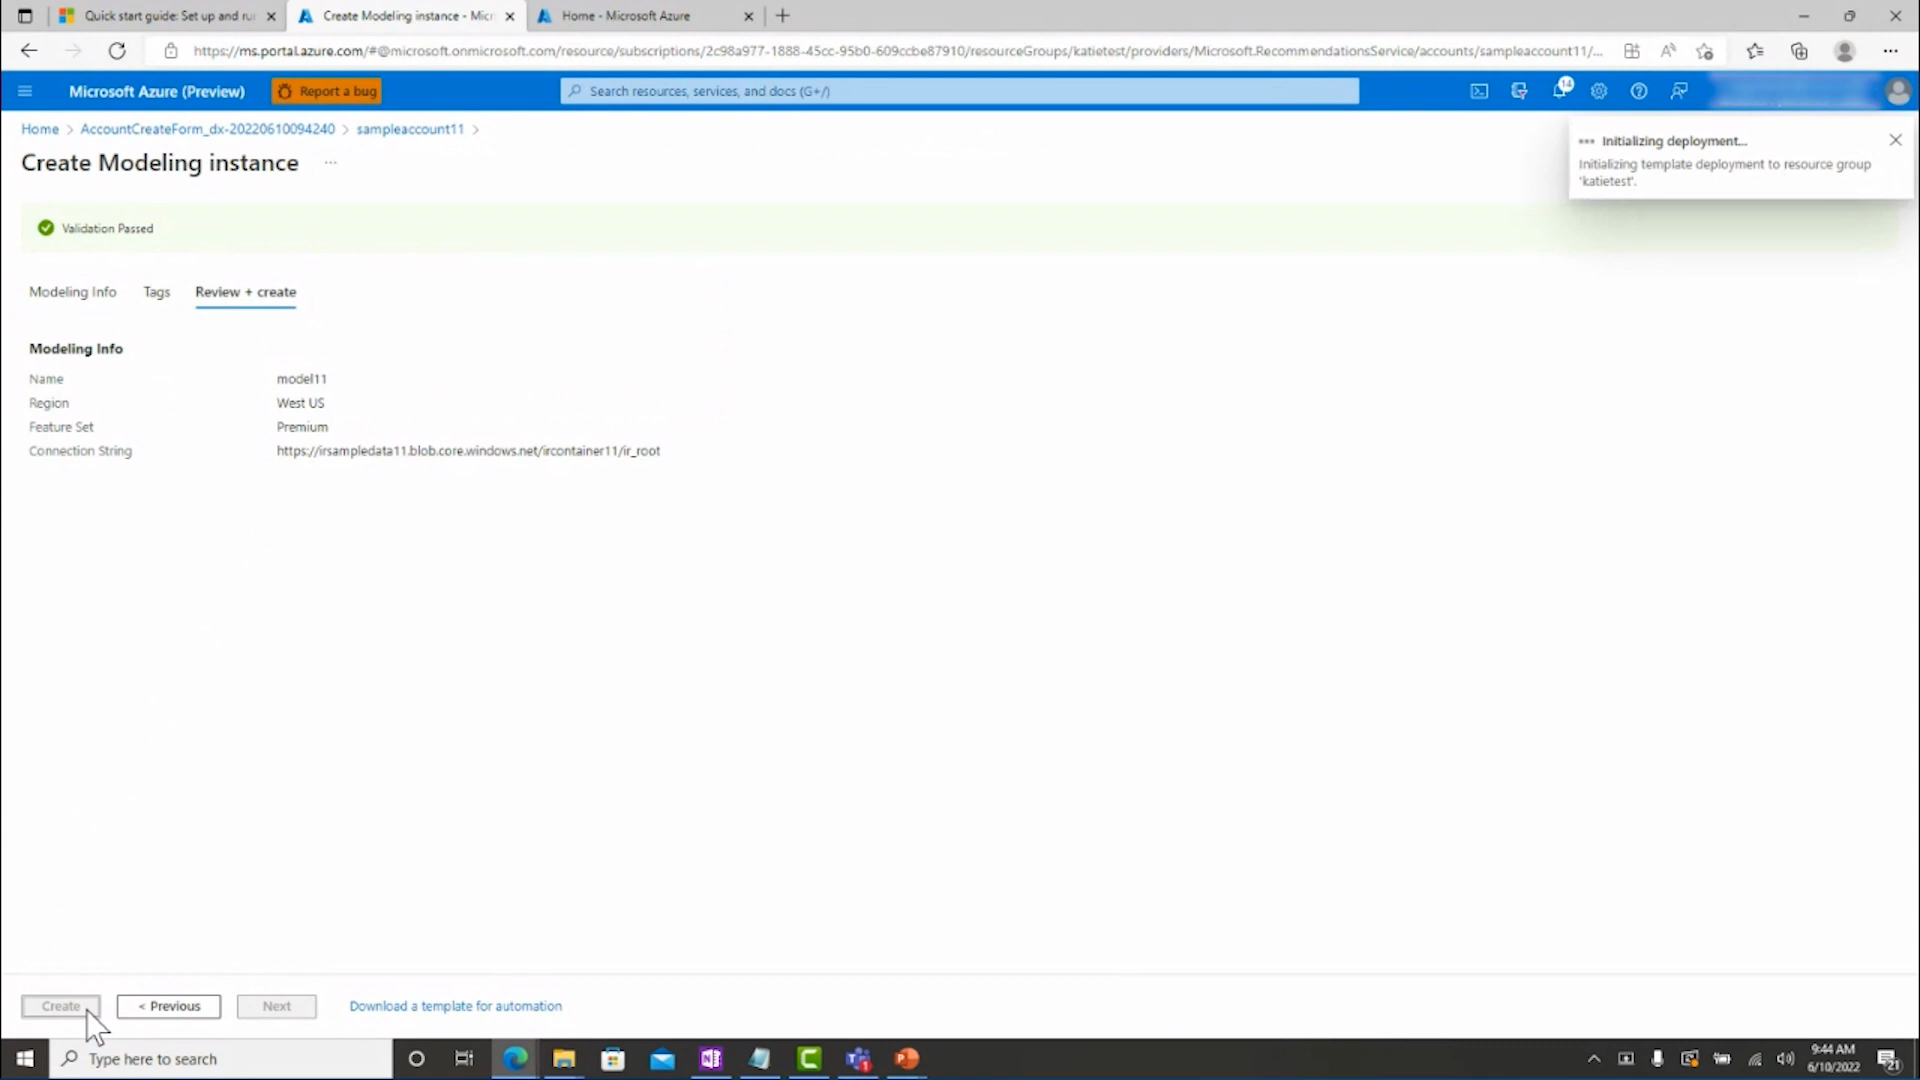 Quick start guide: Set up and ru
Create Modeling instance - Micr
Home - Microsoft Azure
https://ms.portal.azure.com/#@microsoft.onmicrosoft.com/resource/subscriptions/2c98a977-1888-45cc-95b0-609ccbe87910/resourceGroups/katietest/providers/Microsoft.RecommendationsService/accounts/sampleaccount11/...
Microsoft Azure (Preview)
Report a bug
Search resources, services, and docs (G+/)
14
Home > AccountCreateForm_dx-20220610094240 > sampleaccount11 >
Create Modeling instance ...
Initializing deployment...
Initializing template deployment to resource group
'katietest'.
Validation Passed
Modeling Info Tags Review + create
Modeling Info
Name model11
Region West US
Feature Set Premium
Connection String https://irsampledata11.blob.core.windows.net/ircontainer11/ir_root
Create < Previous Next Download a template for automation
Type here to search
9:44 AM
6/10/2022
21